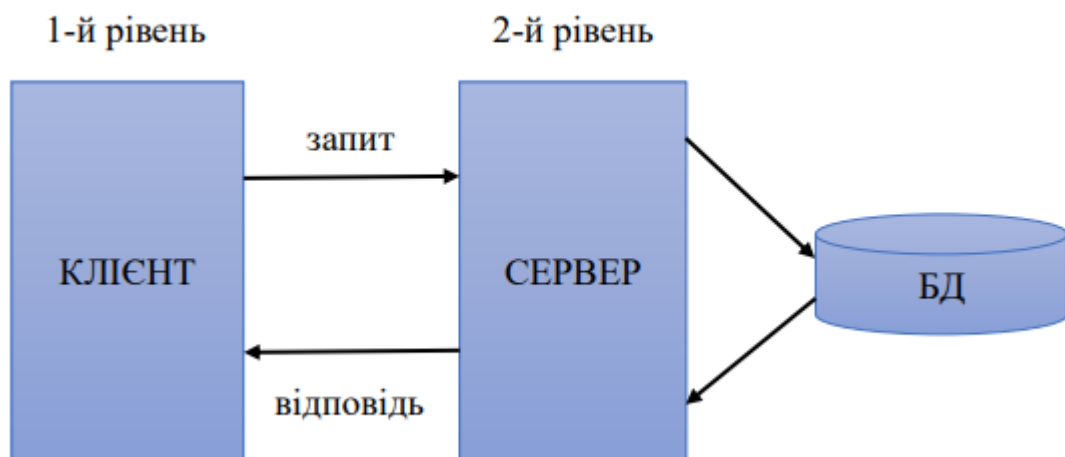 1-й рівень
2-й рівень
запит
КЛІЄНТ
СЕРВЕР
БД
відповідь